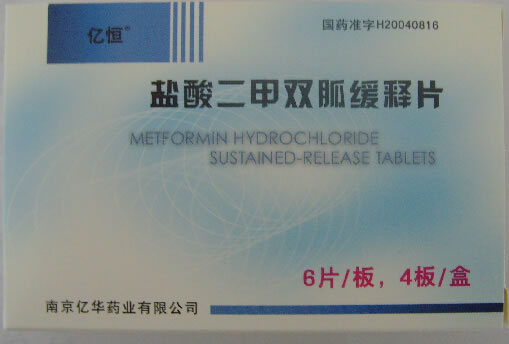 亿恒®
国药准字H20040816
盐酸二甲双胍缓释片
METFORMIN HYDROCHLORIDE
SUSTAINED-RELEASE TABLETS
6片/板，4板/盒
南京亿华药业有限公司